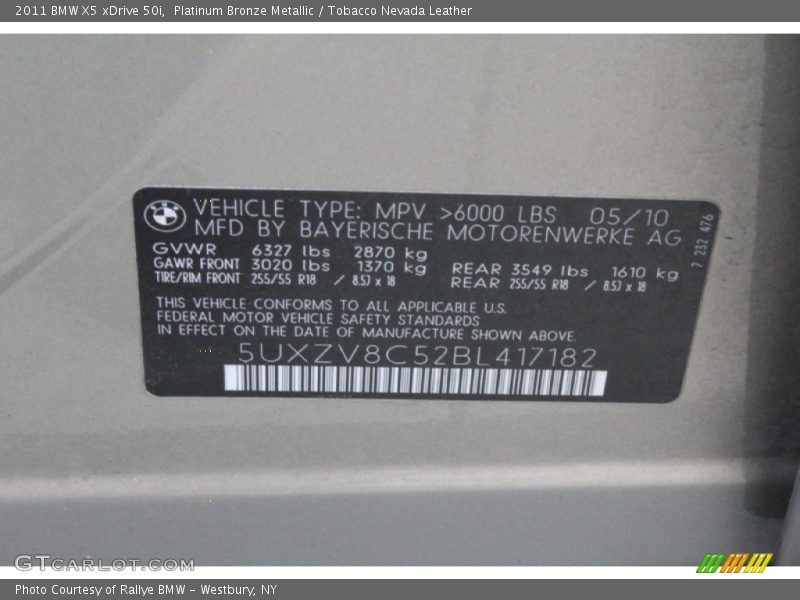 2011 BMW X5 xDrive 50i, Platinum Bronze Metallic / Tobacco Nevada Leather
VEHICLE TYPE: MPV >6000 LBS 05/10
MFD BY BAYERISCHE MOTORENWERKE AG
GVWR 6327 lbs 2870 kg
GAWR FRONT 3020 lbs 1370 kg REAR 3549 lbs 1610 kg
TIRE/RIM FRONT 255/55 R18 / 8.5J x 18 REAR 255/55 R18 / 8.5J x 18
7 232 476
THIS VEHICLE CONFORMS TO ALL APPLICABLE U.S.
FEDERAL MOTOR VEHICLE SAFETY STANDARDS
IN EFFECT ON THE DATE OF MANUFACTURE SHOWN ABOVE.
5UXZV8C52BL417182
GTCARLOT.COM
Photo Courtesy of Rallye BMW - Westbury, NY